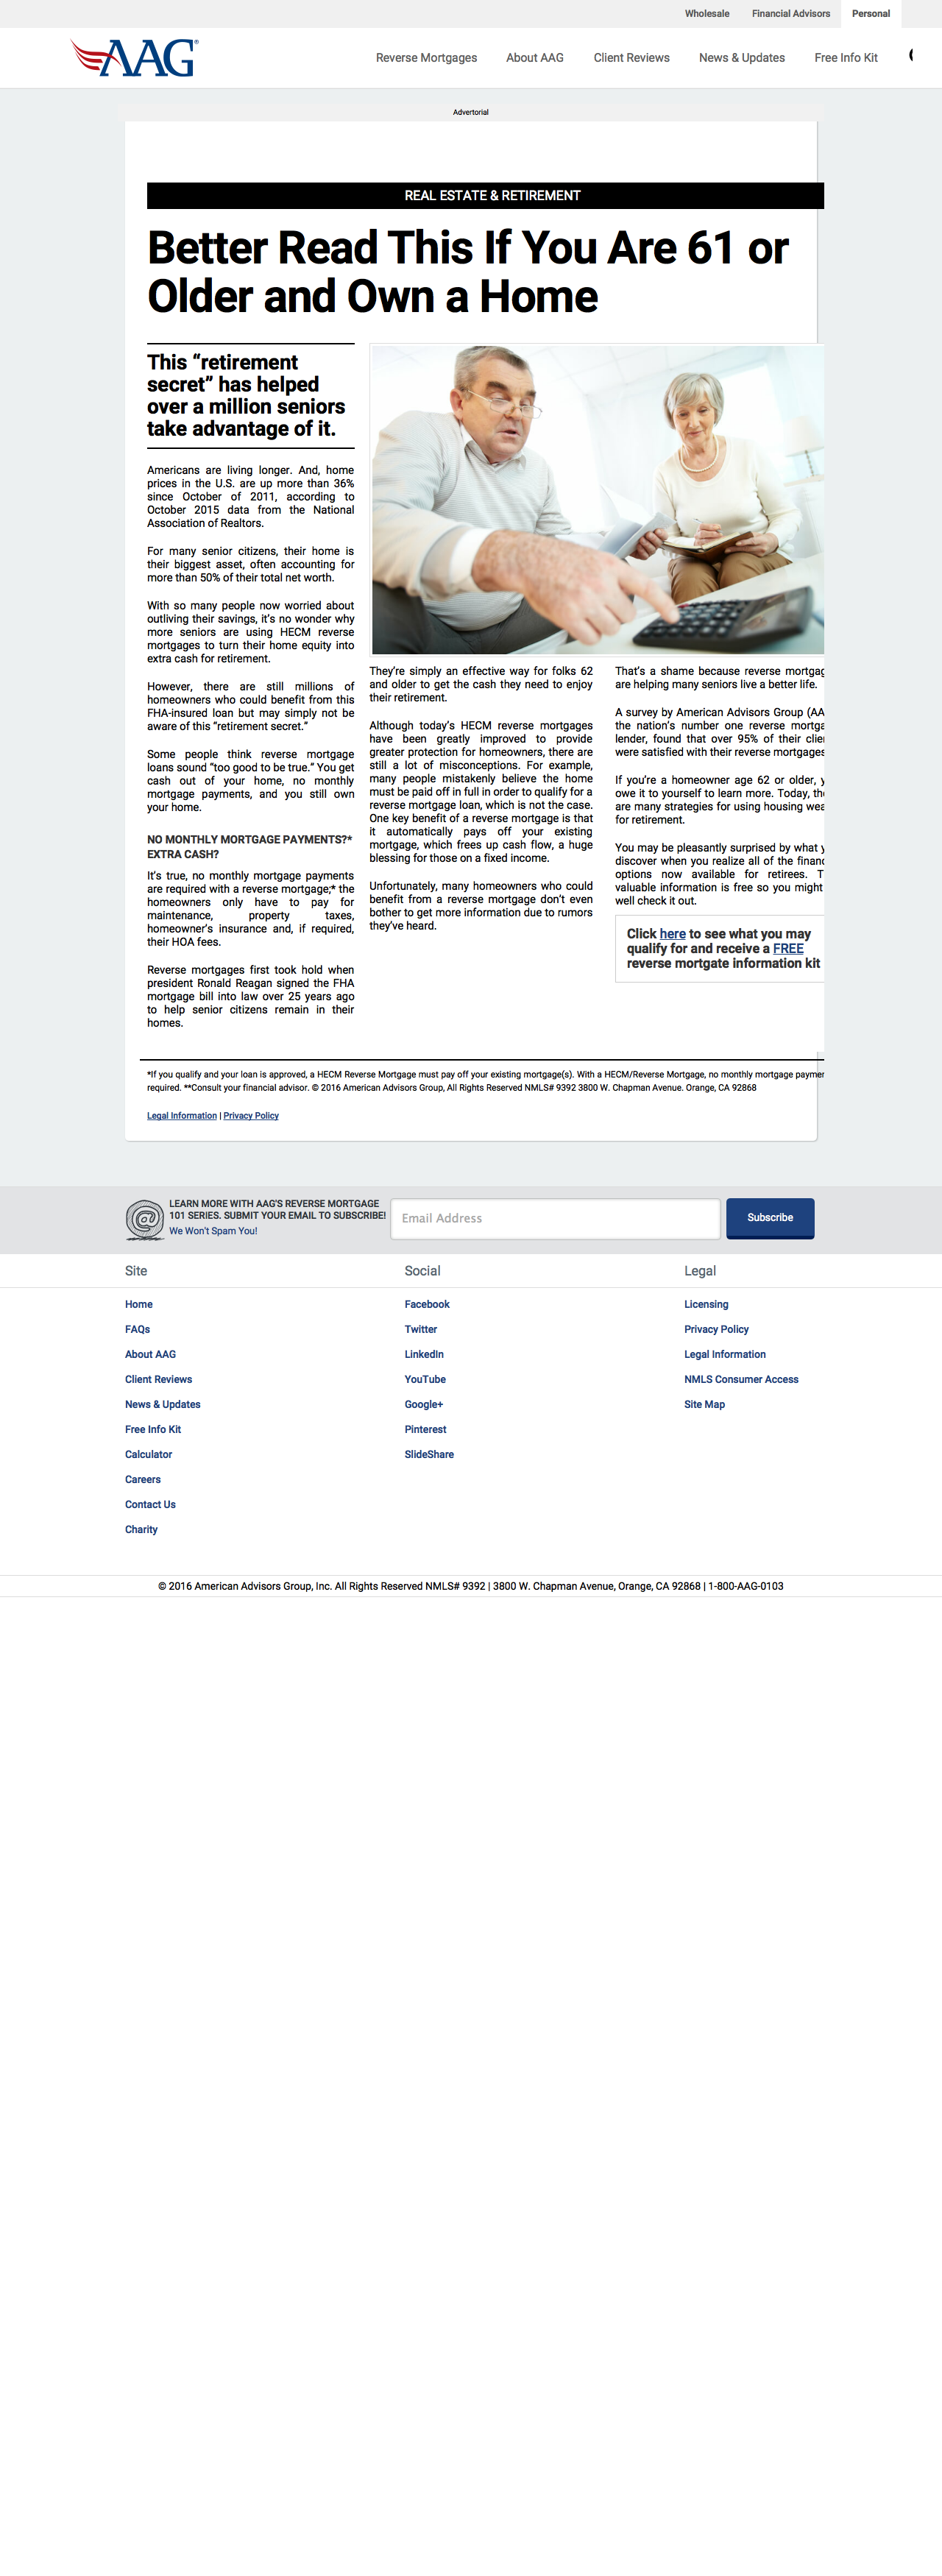 Wholesale Financial Advisors Personal
AAG®
Reverse Mortgages About AAG Client Reviews News & Updates Free Info Kit
Advertorial
REAL ESTATE & RETIREMENT
Better Read This If You Are 61 or
Older and Own a Home
This “retirement
secret” has helped
over a million seniors
take advantage of it.
Americans are living longer. And, home
prices in the U.S. are up more than 36%
since October of 2011, according to
October 2015 data from the National
Association of Realtors.
For many senior citizens, their home is
their biggest asset, often accounting for
more than 50% of their total net worth.
With so many people now worried about
outliving their savings, it's no wonder why
more seniors are using HECM reverse
mortgages to turn their home equity into
extra cash for retirement.
However, there are still millions of
homeowners who could benefit from this
FHA-insured loan but may simply not be
aware of this “retirement secret.”
Some people think reverse mortgage
loans sound “too good to be true.” You get
cash out of your home, no monthly
mortgage payments, and you still own
your home.
NO MONTHLY MORTGAGE PAYMENTS?*
EXTRA CASH?
It's true, no monthly mortgage payments
are required with a reverse mortgage;* the
homeowners only have to pay for
maintenance, property taxes,
homeowner's insurance and, if required,
their HOA fees.
Reverse mortgages first took hold when
president Ronald Reagan signed the FHA
mortgage bill into law over 25 years ago
to help senior citizens remain in their
homes.
They're simply an effective way for folks 62
and older to get the cash they need to enjoy
their retirement.
Although today's HECM reverse mortgages
have been greatly improved to provide
greater protection for homeowners, there are
still a lot of misconceptions. For example,
many people mistakenly believe the home
must be paid off in full in order to qualify for a
reverse mortgage loan, which is not the case.
One key benefit of a reverse mortgage is that
it automatically pays off your existing
mortgage, which frees up cash flow, a huge
blessing for those on a fixed income.
Unfortunately, many homeowners who could
benefit from a reverse mortgage don't even
bother to get more information due to rumors
they've heard.
That's a shame because reverse mortgag
are helping many seniors live a better life.
A survey by American Advisors Group (AA
the nation's number one reverse mortga
lender, found that over 95% of their clie
were satisfied with their reverse mortgages
If you're a homeowner age 62 or older, y
owe it to yourself to learn more. Today, the
are many strategies for using housing wea
for retirement.
You may be pleasantly surprised by what y
discover when you realize all of the financ
options now available for retirees. T
valuable information is free so you might
well check it out.
Click here to see what you may
qualify for and receive a FREE
reverse mortgate information kit
*If you qualify and your loan is approved, a HECM Reverse Mortgage must pay off your existing mortgage(s). With a HECM/Reverse Mortgage, no monthly mortgage paymen
required. **Consult your financial advisor. © 2016 American Advisors Group, All Rights Reserved NMLS# 9392 3800 W. Chapman Avenue. Orange, CA 92868
Legal Information | Privacy Policy
LEARN MORE WITH AAG'S REVERSE MORTGAGE
101 SERIES. SUBMIT YOUR EMAIL TO SUBSCRIBE!
We Won't Spam You!
Email Address
Subscribe
Site
Home
FAQs
About AAG
Client Reviews
News & Updates
Free Info Kit
Calculator
Careers
Contact Us
Charity
Social
Facebook
Twitter
LinkedIn
YouTube
Google+
Pinterest
SlideShare
Legal
Licensing
Privacy Policy
Legal Information
NMLS Consumer Access
Site Map
© 2016 American Advisors Group, Inc. All Rights Reserved NMLS# 9392 | 3800 W. Chapman Avenue, Orange, CA 92868 | 1-800-AAG-0103